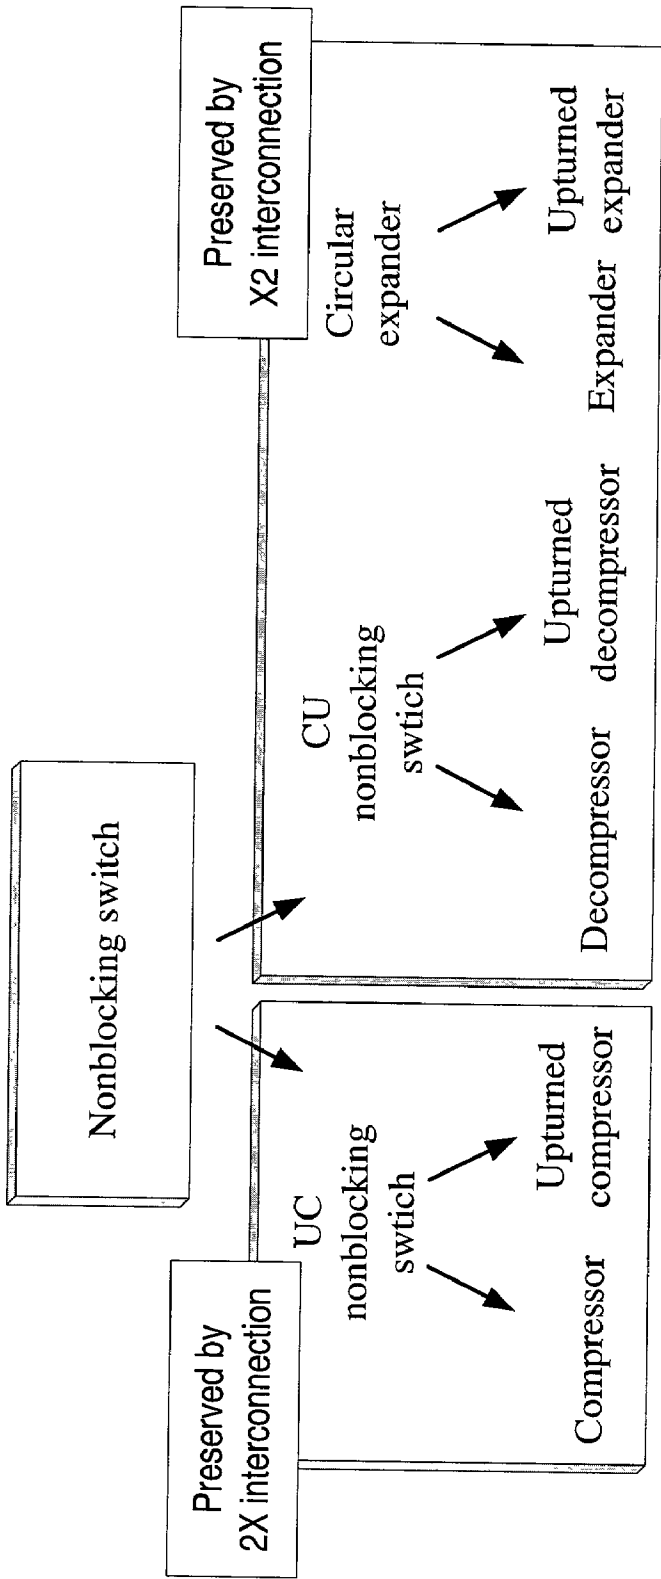 Nonblocking switch
Preserved by
2X interconnection
UC
nonblocking
swtich
Compressor
Upturned
compressor
Preserved by
X2 interconnection
CU
nonblocking
swtich
Decompressor
Upturned
decompressor
Circular
expander
Expander
Upturned
expander